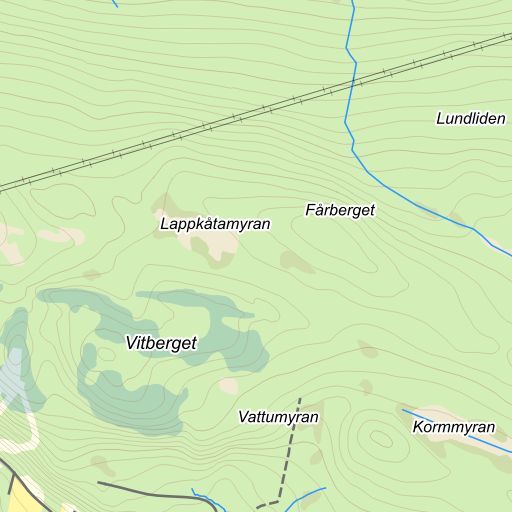 Lundliden
Fårberget
Lappkåtamyran
Vitberget
Vattumyran
Kormmyran